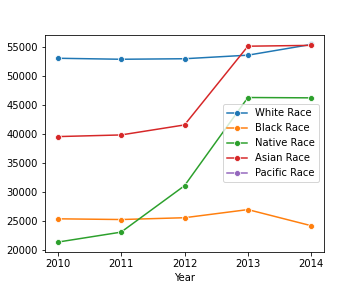 55000
50000
45000
40000
35000
30000
25000
20000
White Race
Black Race
Native Race
Asian Race
Pacific Race
2010 2011 2012 2013 2014
Year